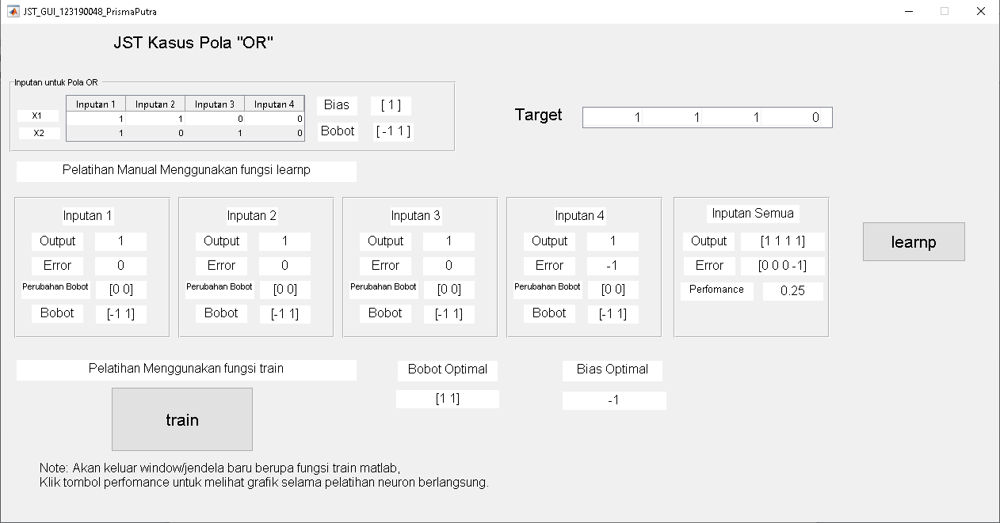 JST_GUI_123190048_PrismaPutra
JST Kasus Pola "OR"
Inputan untuk Pola OR
Inputan 1 Inputan 2 Inputan 3 Inputan 4
X1 1 1 0 0
X2 1 0 1 0
Bias [ 1 ]
Bobot [ -1 1 ]
Target 1 1 1 0
Pelatihan Manual Menggunakan fungsi learnp
Inputan 1
Output 1
Error 0
Perubahan Bobot [0 0]
Bobot [-1 1]
Inputan 2
Output 1
Error 0
Perubahan Bobot [0 0]
Bobot [-1 1]
Inputan 3
Output 1
Error 0
Perubahan Bobot [0 0]
Bobot [-1 1]
Inputan 4
Output 1
Error -1
Perubahan Bobot [0 0]
Bobot [-1 1]
Inputan Semua
Output [1 1 1 1]
Error [0 0 0 -1]
Perfomance 0.25
learnp
Pelatihan Menggunakan fungsi train
train
Bobot Optimal
[1 1]
Bias Optimal
-1
Note: Akan keluar window/jendela baru berupa fungsi train matlab,
Klik tombol perfomance untuk melihat grafik selama pelatihan neuron berlangsung.